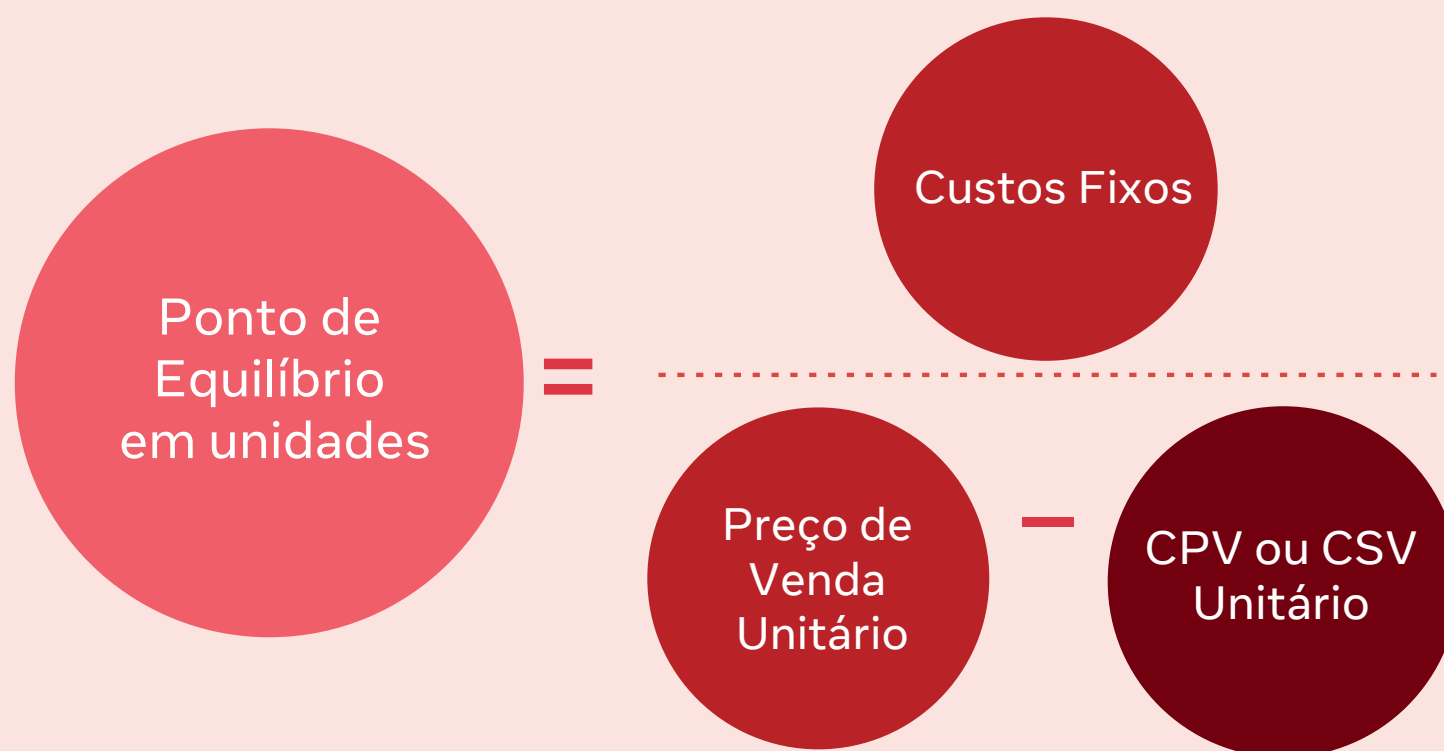 Ponto de
Equilíbrio
em unidades
=
Custos Fixos
Preço de
Venda
Unitário
–
CPV ou CSV
Unitário